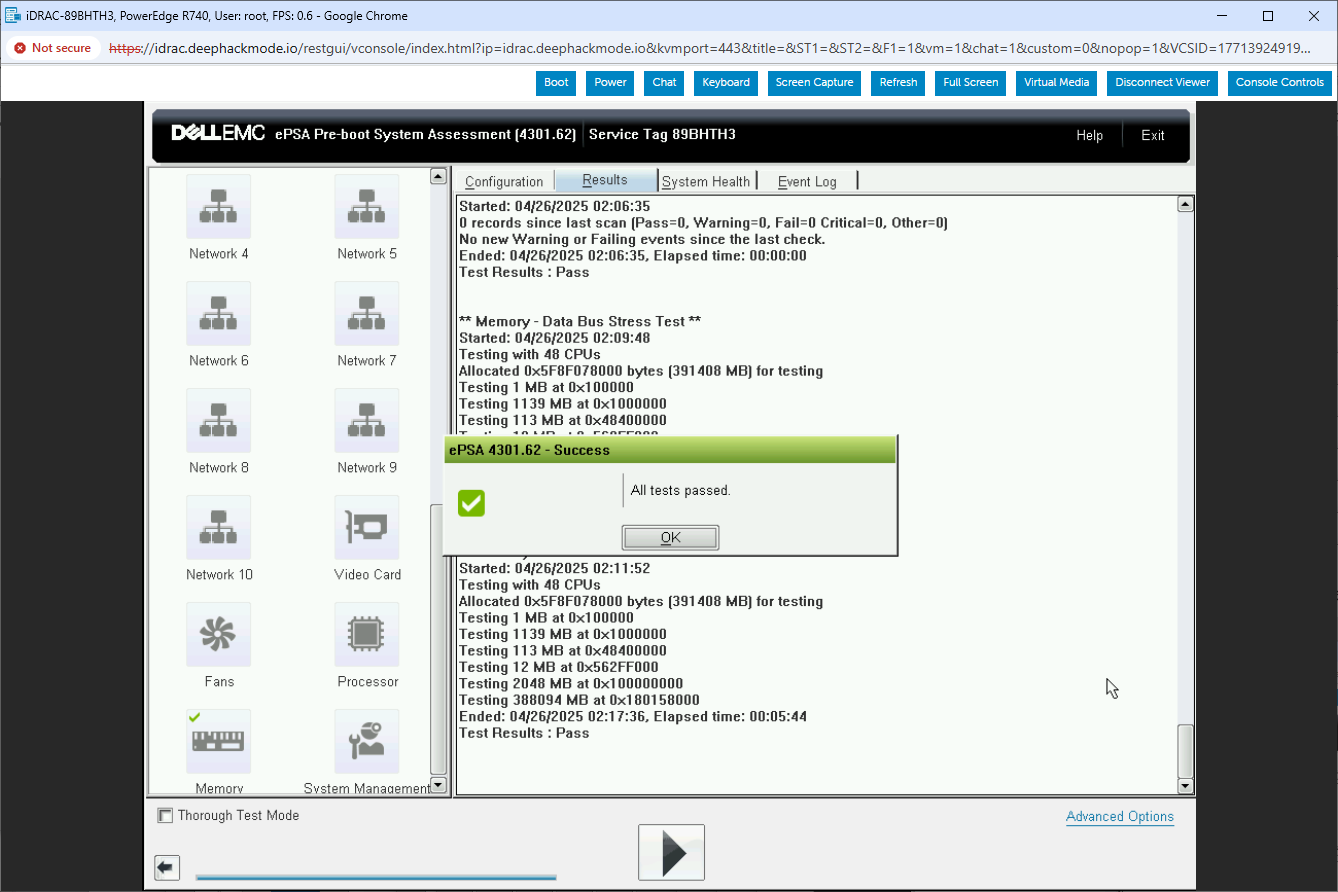 iDRAC-89BHTH3, PowerEdge R740, User: root, FPS: 0.6 - Google Chrome
Not secure https://idrac.deephackmode.io/restgui/vconsole/index.html?ip=idrac.deephackmode.io&kvmport=443&title=&ST1=&ST2=&F1=1&vm=1&chat=1&custom=0&nopop=1&VCSID=17713924919...
Boot Power Chat Keyboard Screen Capture Refresh Full Screen Virtual Media Disconnect Viewer Console Controls
DELLEMC ePSA Pre-boot System Assessment (4301.62) Service Tag 89BHTH3 Help Exit
Network 4 Network 5
Network 6 Network 7
Network 8 Network 9
Network 10 Video Card
Fans Processor
Memory System Management
Configuration Results System Health Event Log
Started: 04/26/2025 02:06:35
0 records since last scan (Pass=0, Warning=0, Fail=0 Critical=0, Other=0)
No new Warning or Failing events since the last check.
Ended: 04/26/2025 02:06:35, Elapsed time: 00:00:00
Test Results : Pass
** Memory - Data Bus Stress Test **
Started: 04/26/2025 02:09:48
Testing with 48 CPUs
Allocated 0x5F8F078000 bytes (391408 MB) for testing
Testing 1 MB at 0x100000
Testing 1139 MB at 0x1000000
Testing 113 MB at 0x48400000
ePSA 4301.62 - Success
All tests passed.
OK
Started: 04/26/2025 02:11:52
Testing with 48 CPUs
Allocated 0x5F8F078000 bytes (391408 MB) for testing
Testing 1 MB at 0x100000
Testing 1139 MB at 0x1000000
Testing 113 MB at 0x48400000
Testing 12 MB at 0x562FF000
Testing 2048 MB at 0x100000000
Testing 388094 MB at 0x180158000
Ended: 04/26/2025 02:17:36, Elapsed time: 00:05:44
Test Results : Pass
Thorough Test Mode
Advanced Options